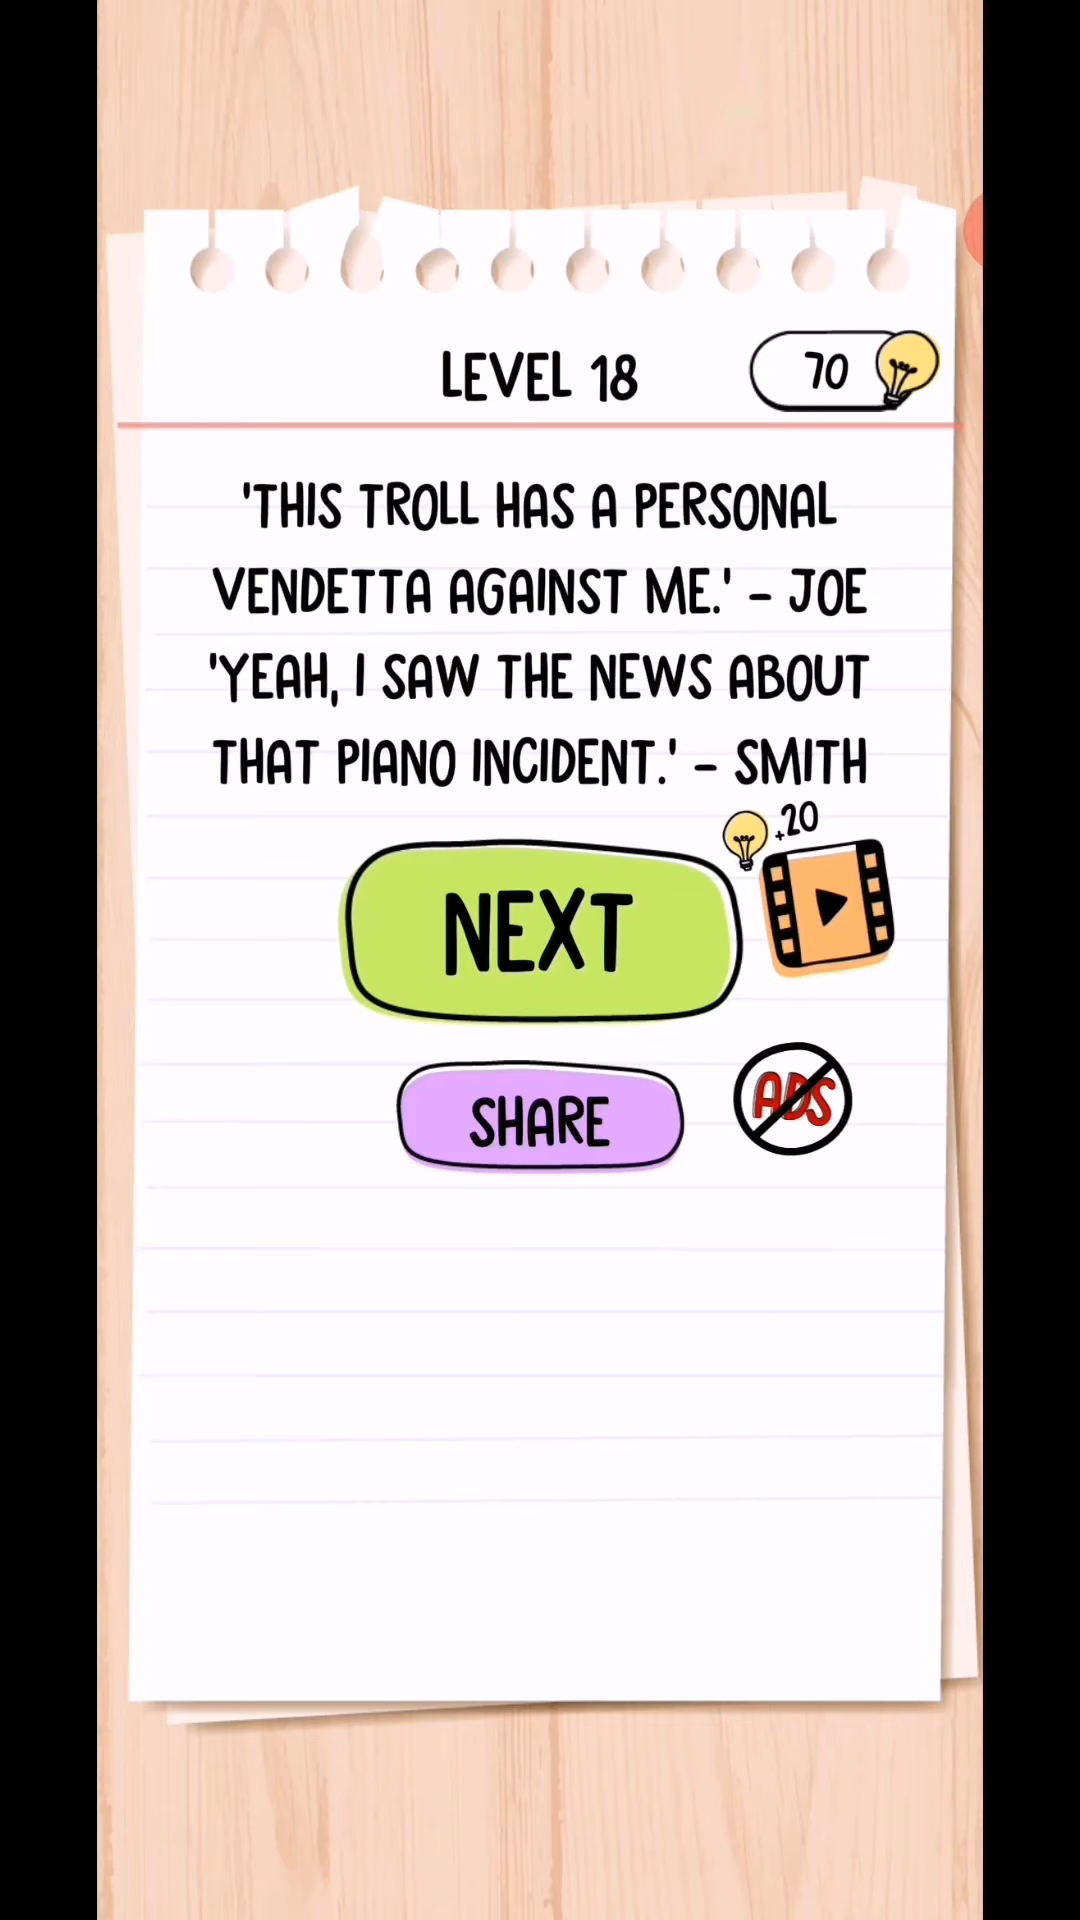 LEVEL 18
70
'THIS TROLL HAS A PERSONAL
VENDETTA AGAINST ME.' - JOE
'YEAH, I SAW THE NEWS ABOUT
THAT PIANO INCIDENT.' - SMITH
+20
NEXT
SHARE
ADS